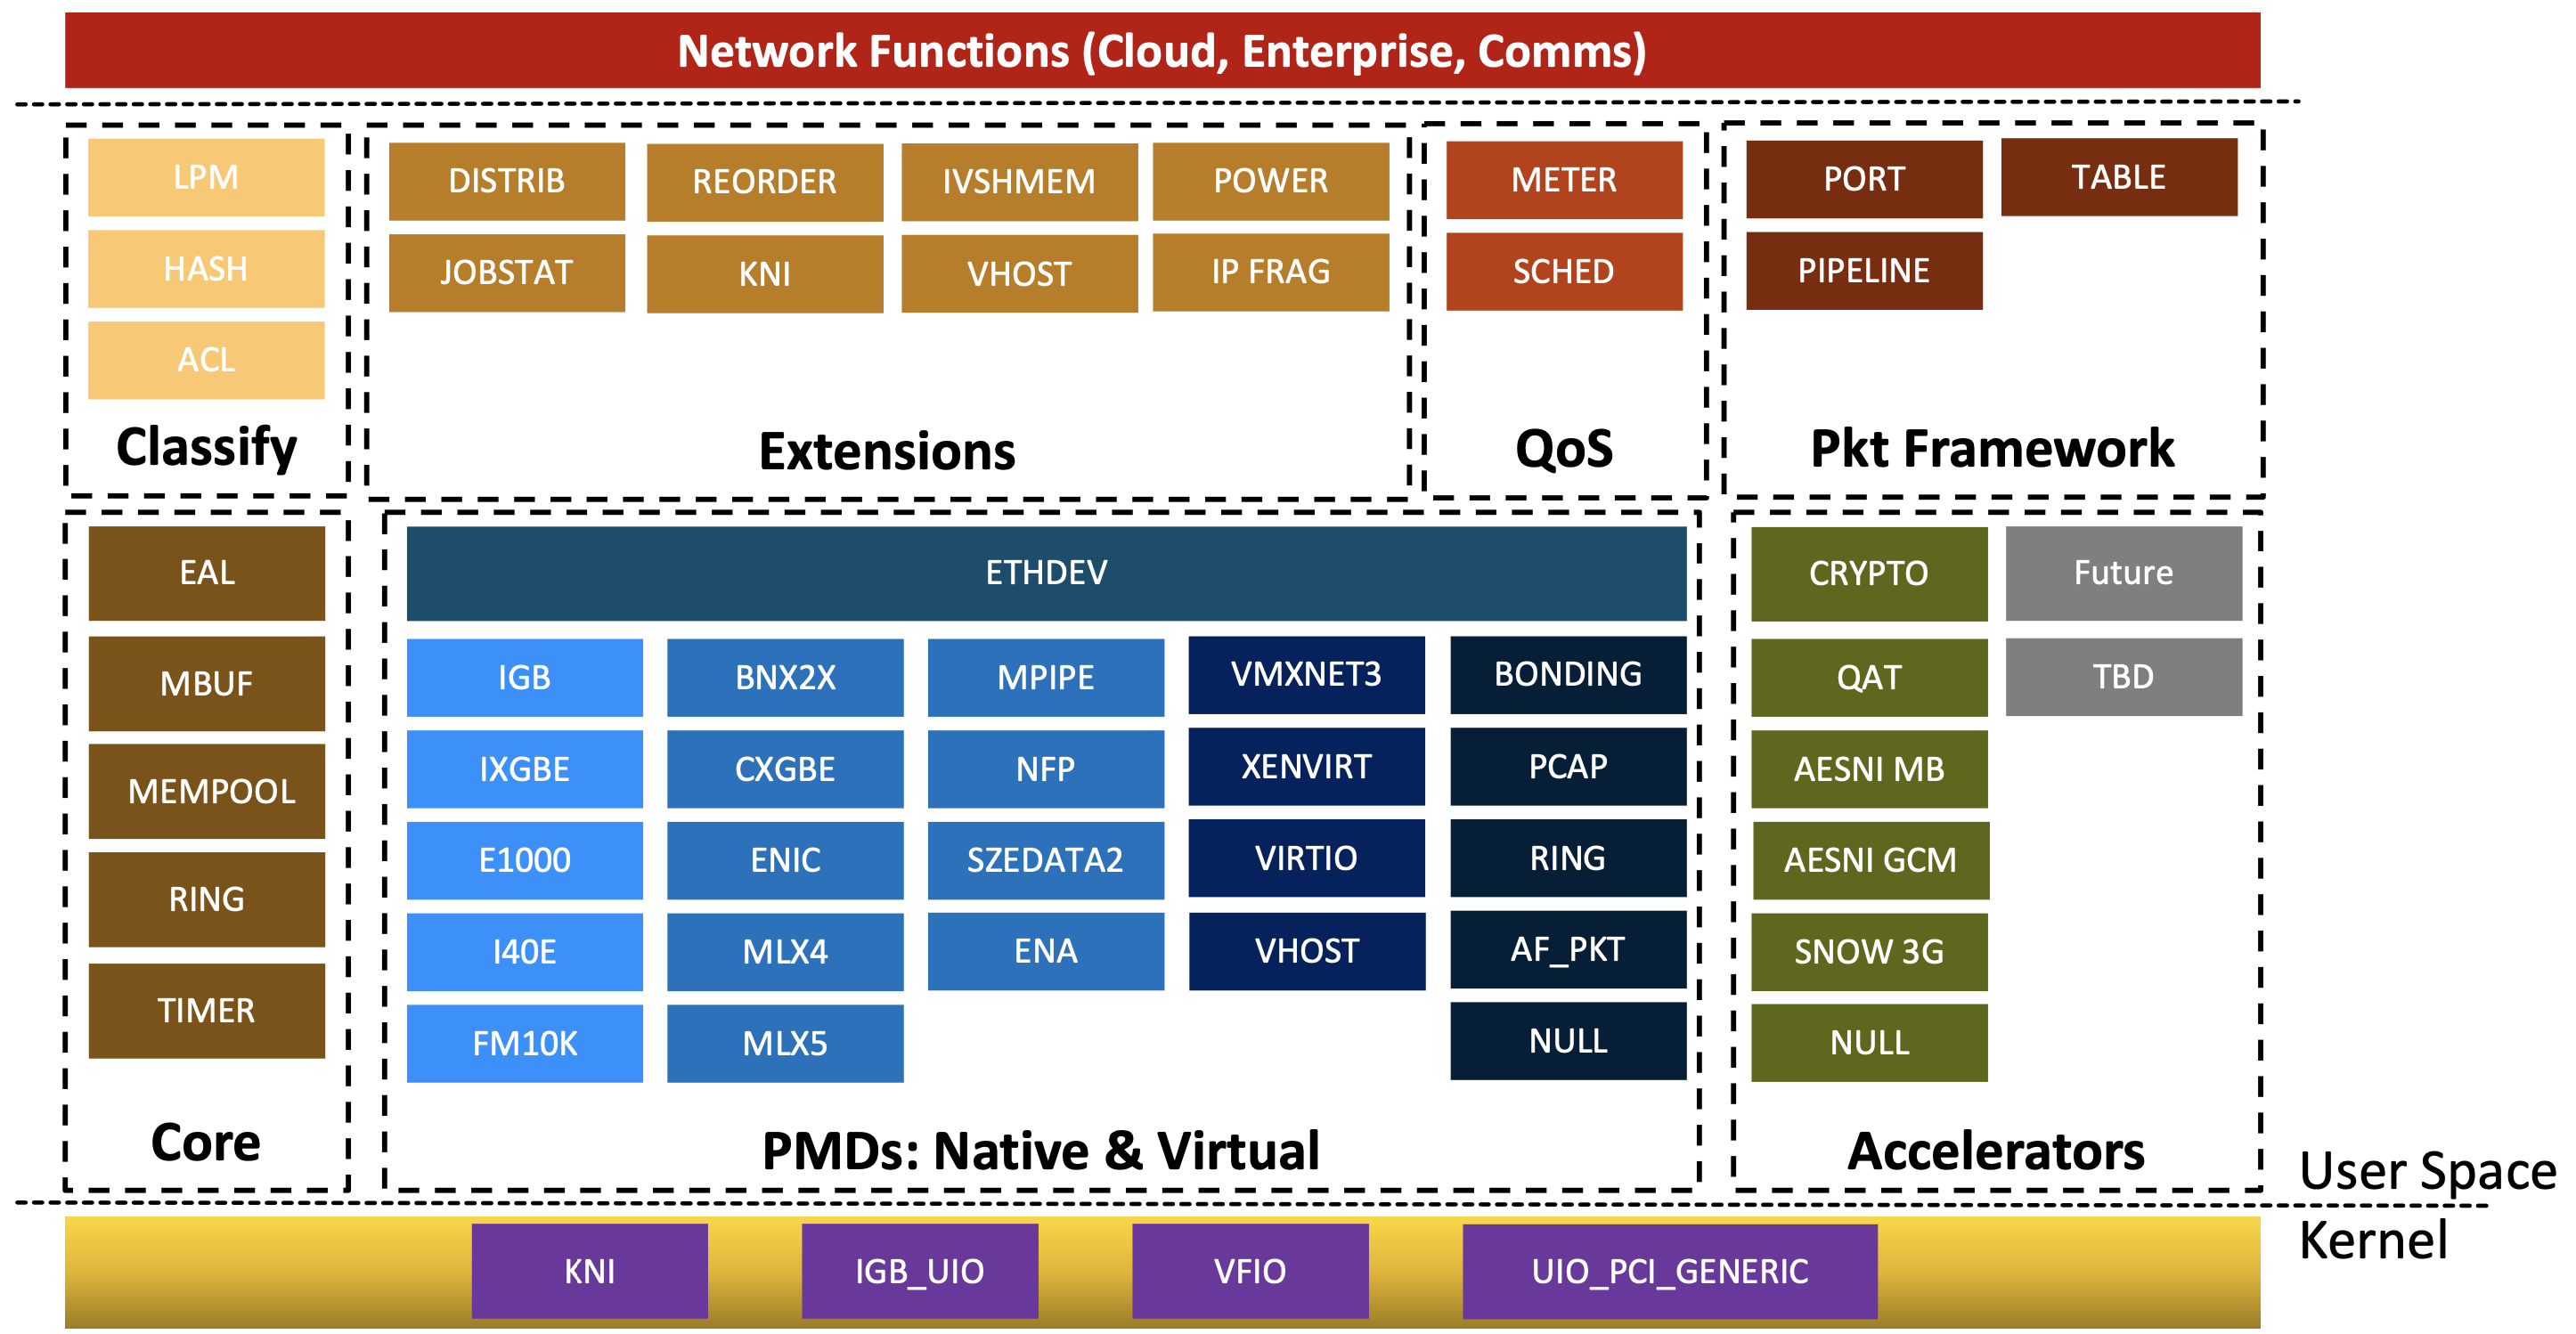 Network Functions (Cloud, Enterprise, Comms)
LPM
HASH
ACL
Classify
DISTRIB
REORDER
IVSHMEM
POWER
JOBSTAT
KNI
VHOST
IP FRAG
Extensions
METER
SCHED
QoS
PORT
TABLE
PIPELINE
Pkt Framework
EAL
MBUF
MEMPOOL
RING
TIMER
Core
ETHDEV
IGB
BNX2X
MPIPE
VMXNET3
BONDING
IXGBE
CXGBE
NFP
XENVIRT
PCAP
E1000
ENIC
SZEDATA2
VIRTIO
RING
I40E
MLX4
ENA
VHOST
AF_PKT
FM10K
MLX5
NULL
PMDs: Native & Virtual
CRYPTO
Future
QAT
TBD
AESNI MB
AESNI GCM
SNOW 3G
NULL
Accelerators
User Space
Kernel
KNI
IGB_UIO
VFIO
UIO_PCI_GENERIC